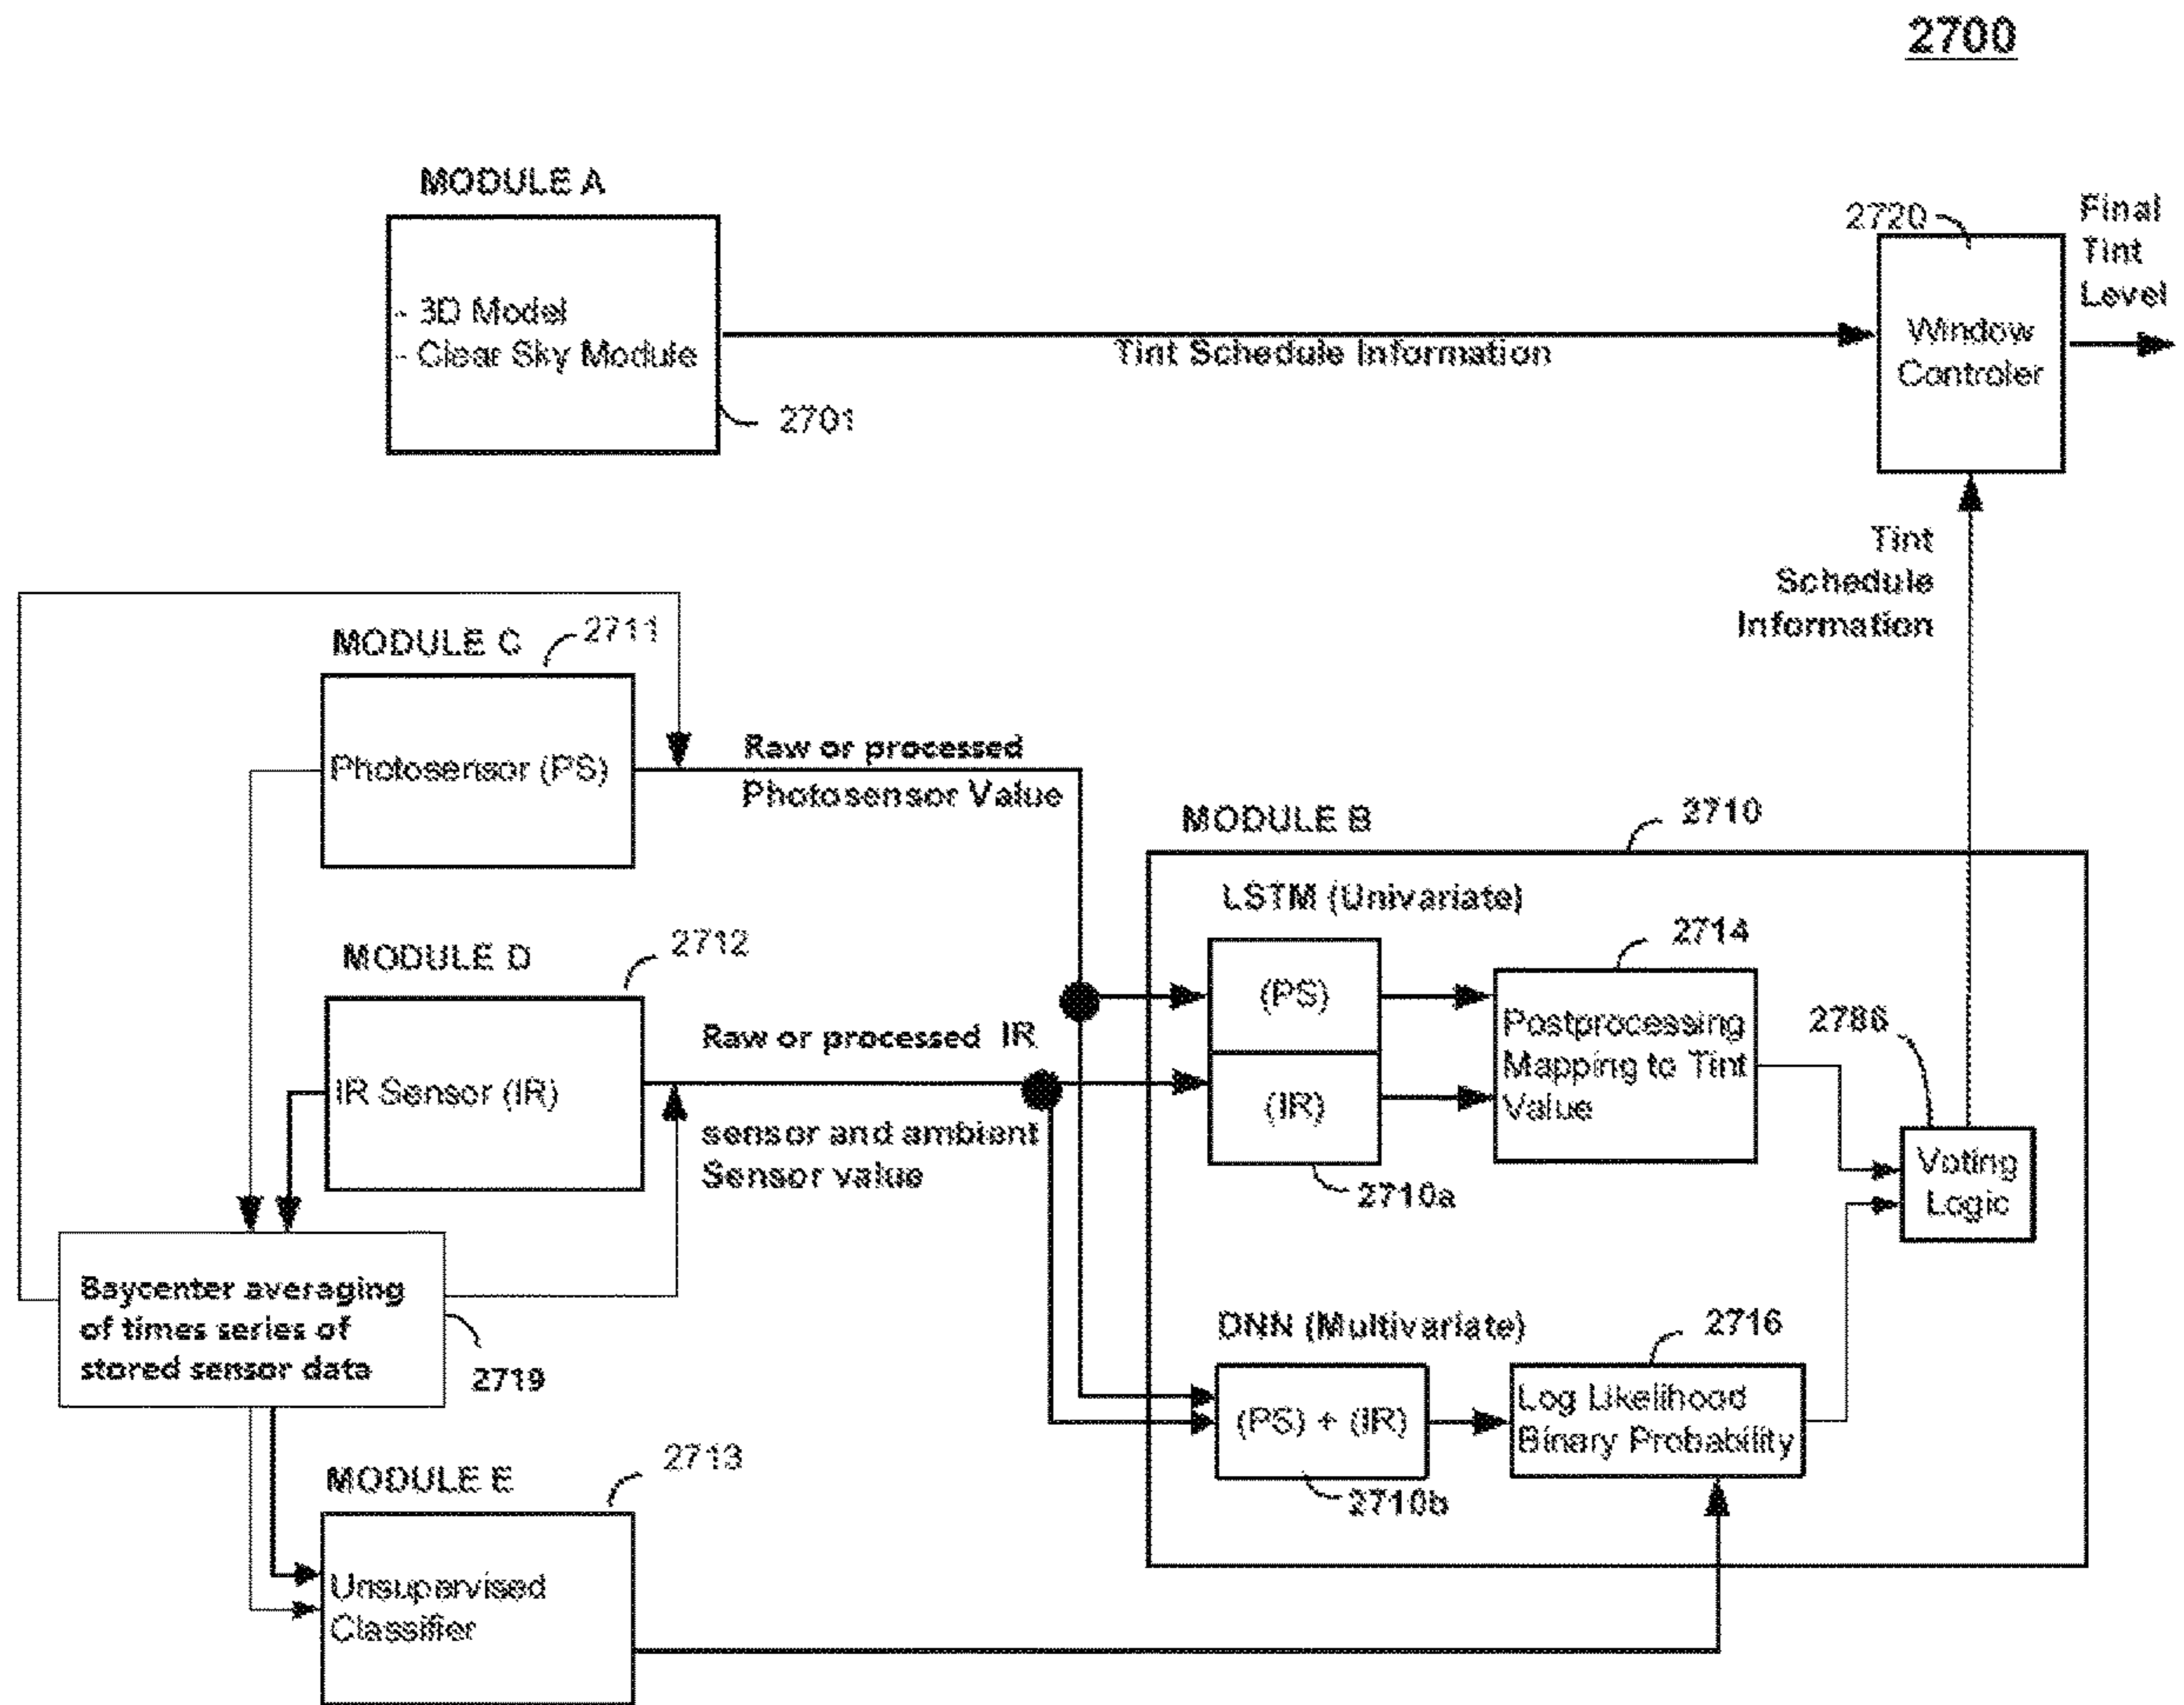 2700
MODULE A
- 3D Model
- Clear Sky Module
2701
Tint Schedule Information
2720
Window
Controler
Final
Tint
Level
Tint
Schedule
Information
MODULE C
2711
Photosensor (PS)
Raw or processed
Photosensor Value
MODULE D
2712
IR Sensor (IR)
Raw or processed IR
sensor and ambient
Sensor value
Baycenter averaging
of times series of
stored sensor data
2719
MODULE E
2713
Unsupervised
Classifier
MODULE B
2710
LSTM (Univariate)
(PS)
(IR)
2710a
2714
Postprocessing
Mapping to Tint
Value
2786
Voting
Logic
DNN (Multivariate)
(PS) + (IR)
2710b
2716
Log Likelihood
Binary Probability